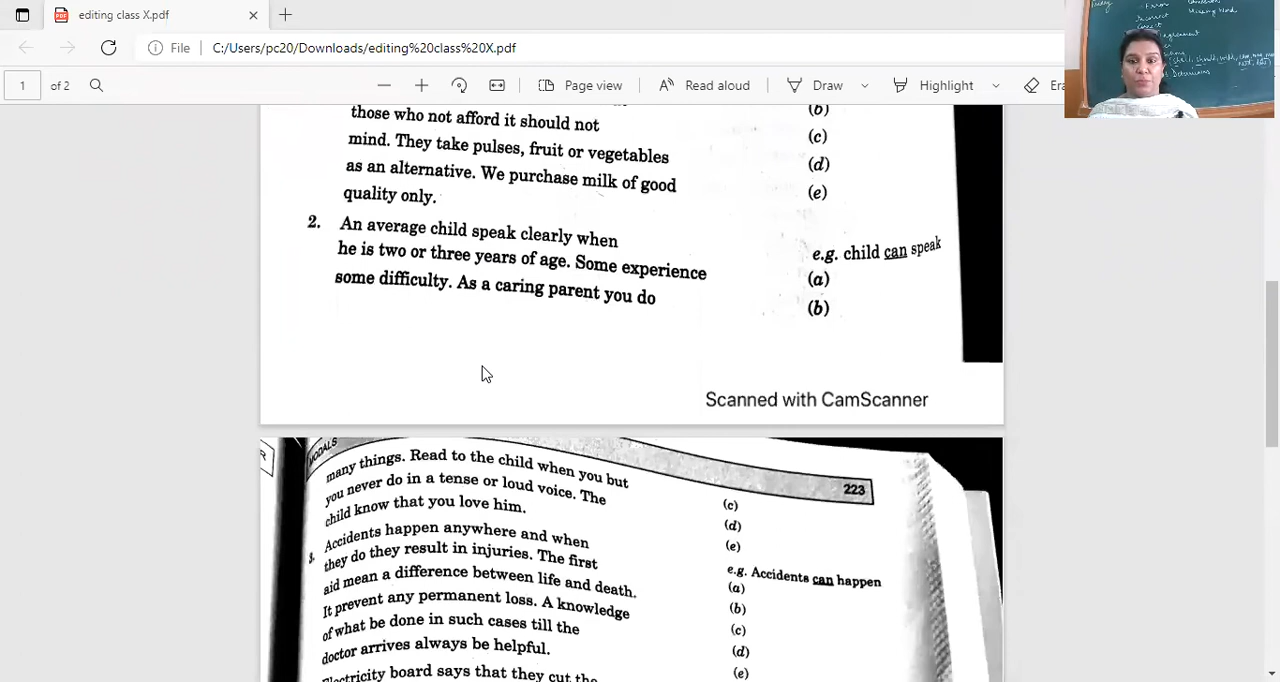 editing class X.pdf
File C:/Users/pc20/Downloads/editing%20class%20X.pdf
1 of 2 Page view Read aloud Draw Highlight
those who not afford it should not
mind. They take pulses, fruit or vegetables
as an alternative. We purchase milk of good
quality only.
(b)
(c)
(d)
(e)
2. An average child speak clearly when
he is two or three years of age. Some experience
some difficulty. As a caring parent you do
e.g. child can speak
(a)
(b)
Scanned with CamScanner
MODALS
223
many things. Read to the child when you but
you never do in a tense or loud voice. The
child know that you love him.
(c)
(d)
(e)
3. Accidents happen anywhere and when
they do they result in injuries. The first
aid mean a difference between life and death.
It prevent any permanent loss. A knowledge
of what be done in such cases till the
doctor arrives always be helpful.
e.g. Accidents can happen
(a)
(b)
(c)
(d)
(e)
Electricity board says that they cut the
Error
Incorrect
Missing Word